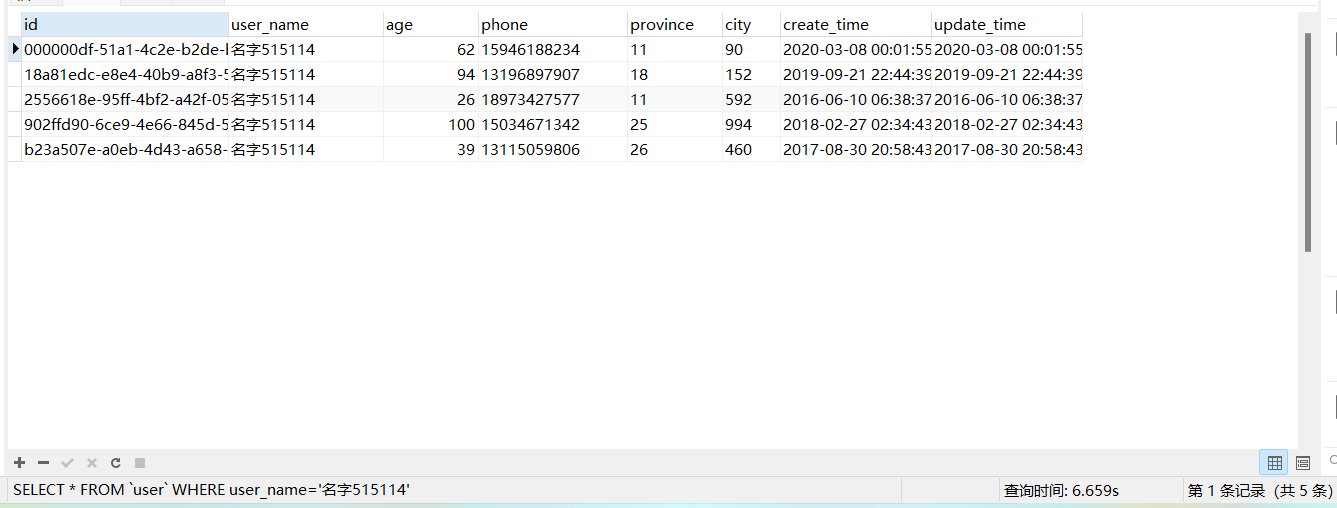 id user_name age phone province city create_time update_time
000000df-51a1-4c2e-b2de- 名字515114 62 15946188234 11 90 2020-03-08 00:01:55 2020-03-08 00:01:55
18a81edc-e8e4-40b9-a8f3-5 名字515114 94 13196897907 18 152 2019-09-21 22:44:39 2019-09-21 22:44:39
2556618e-95ff-4bf2-a42f-05 名字515114 26 18973427577 11 592 2016-06-10 06:38:37 2016-06-10 06:38:37
902ffd90-6ce9-4e66-845d-5 名字515114 100 15034671342 25 994 2018-02-27 02:34:43 2018-02-27 02:34:43
b23a507e-a0eb-4d43-a658- 名字515114 39 13115059806 26 460 2017-08-30 20:58:43 2017-08-30 20:58:43
SELECT * FROM `user` WHERE user_name='名字515114' 查询时间: 6.659s 第 1 条记录 (共 5 条)